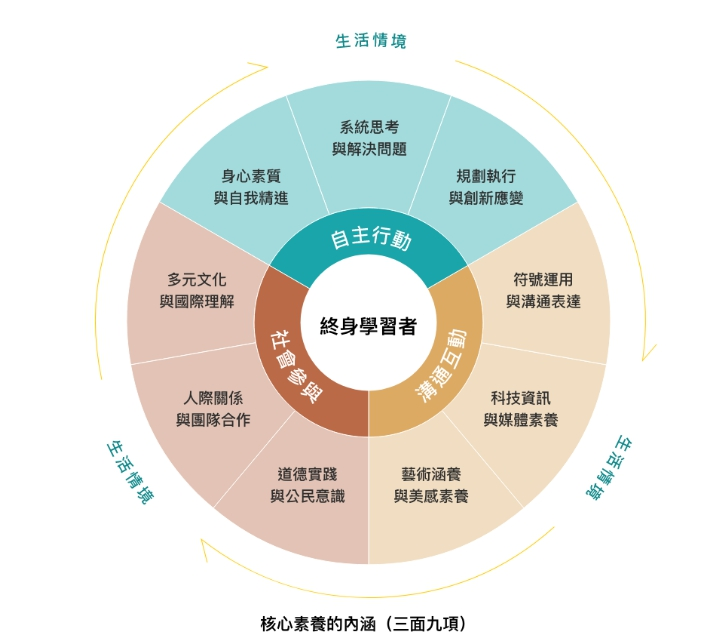 生活情境
系統思考
與解決問題
身心素質
與自我精進
規劃執行
與創新應變
自主行動
多元文化
與國際理解
符號運用
與溝通表達
終身學習者
社會參與
溝通互動
人際關係
與團隊合作
科技資訊
與媒體素養
道德實踐
與公民意識
藝術涵養
與美感素養
生活情境
生活情境
核心素養的內涵（三面九項）